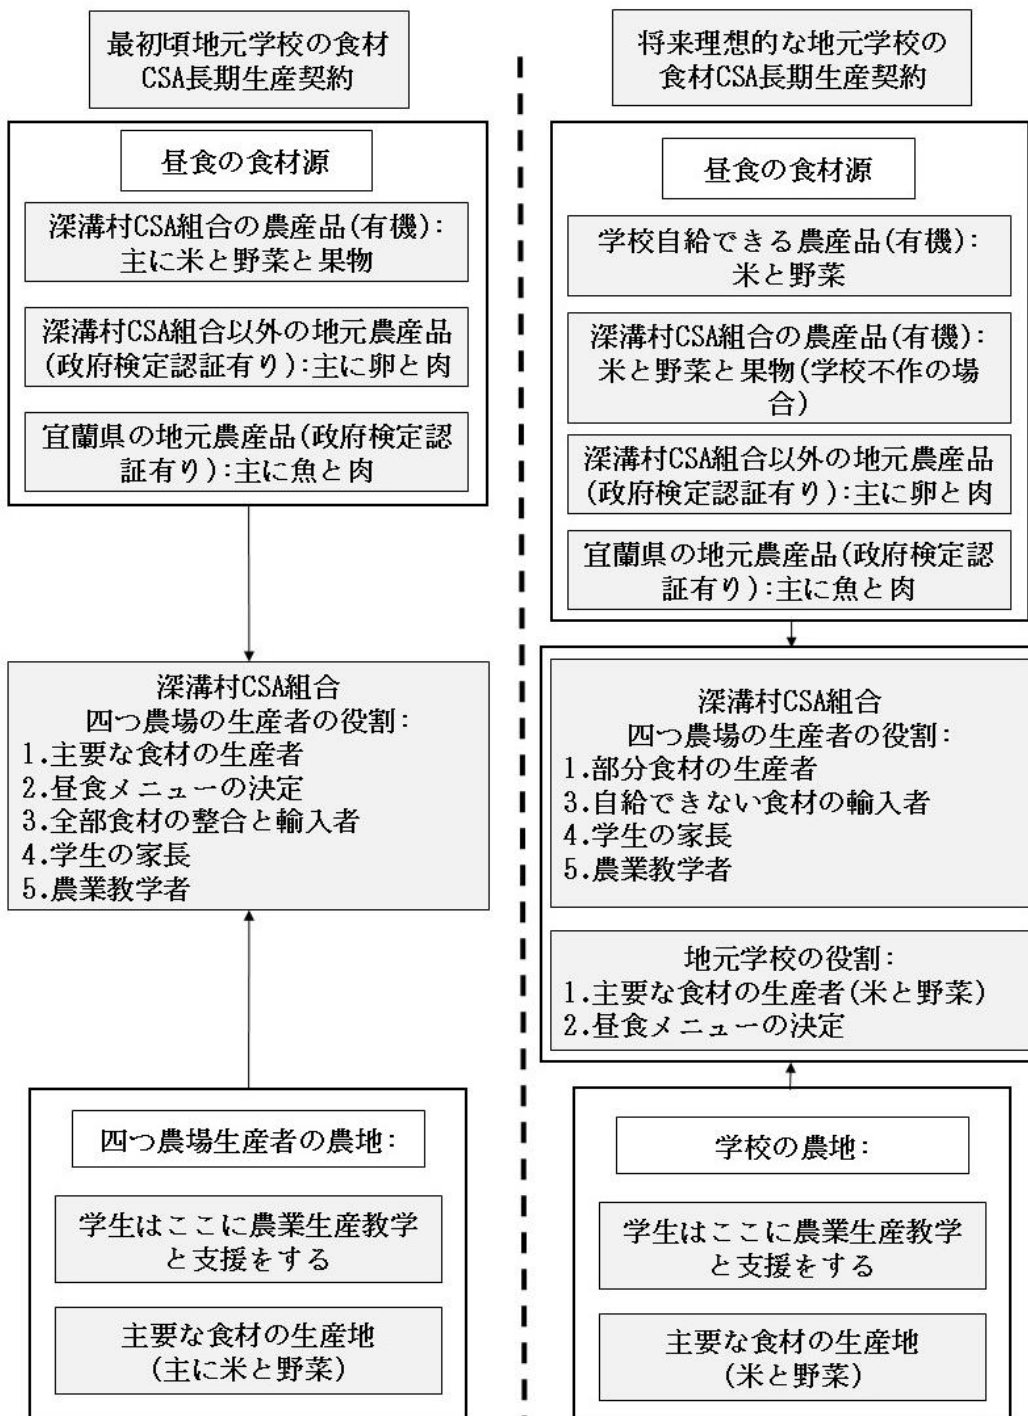 最初頃地元学校の食材
CSA長期生産契約
昼食の食材源
深溝村CSA組合の農産品(有機):
主に米と野菜と果物
深溝村CSA組合以外の地元農産品
(政府検定認証有り):主に卵と肉
宜蘭県の地元農産品(政府検定認
証有り):主に魚と肉
深溝村CSA組合
四つ農場の生産者の役割:
1.主要な食材の生産者
2.昼食メニューの決定
3.全部食材の整合と輸入者
4.学生の家長
5.農業教学者
四つ農場生産者の農地:
学生はここに農業生産教学
と支援をする
主要な食材の生産地
(主に米と野菜)
将来理想的な地元学校の
食材CSA長期生産契約
昼食の食材源
学校自給できる農産品(有機):
米と野菜
深溝村CSA組合の農産品(有機):
米と野菜と果物(学校不作の場
合)
深溝村CSA組合以外の地元農産品
(政府検定認証有り):主に卵と肉
宜蘭県の地元農産品(政府検定認
証有り):主に魚と肉
深溝村CSA組合
四つ農場の生産者の役割:
1.部分食材の生産者
3.自給できない食材の輸入者
4.学生の家長
5.農業教学者
地元学校の役割:
1.主要な食材の生産者(米と野菜)
2.昼食メニューの決定
学校の農地:
学生はここに農業生産教学
と支援をする
主要な食材の生産地
(米と野菜)